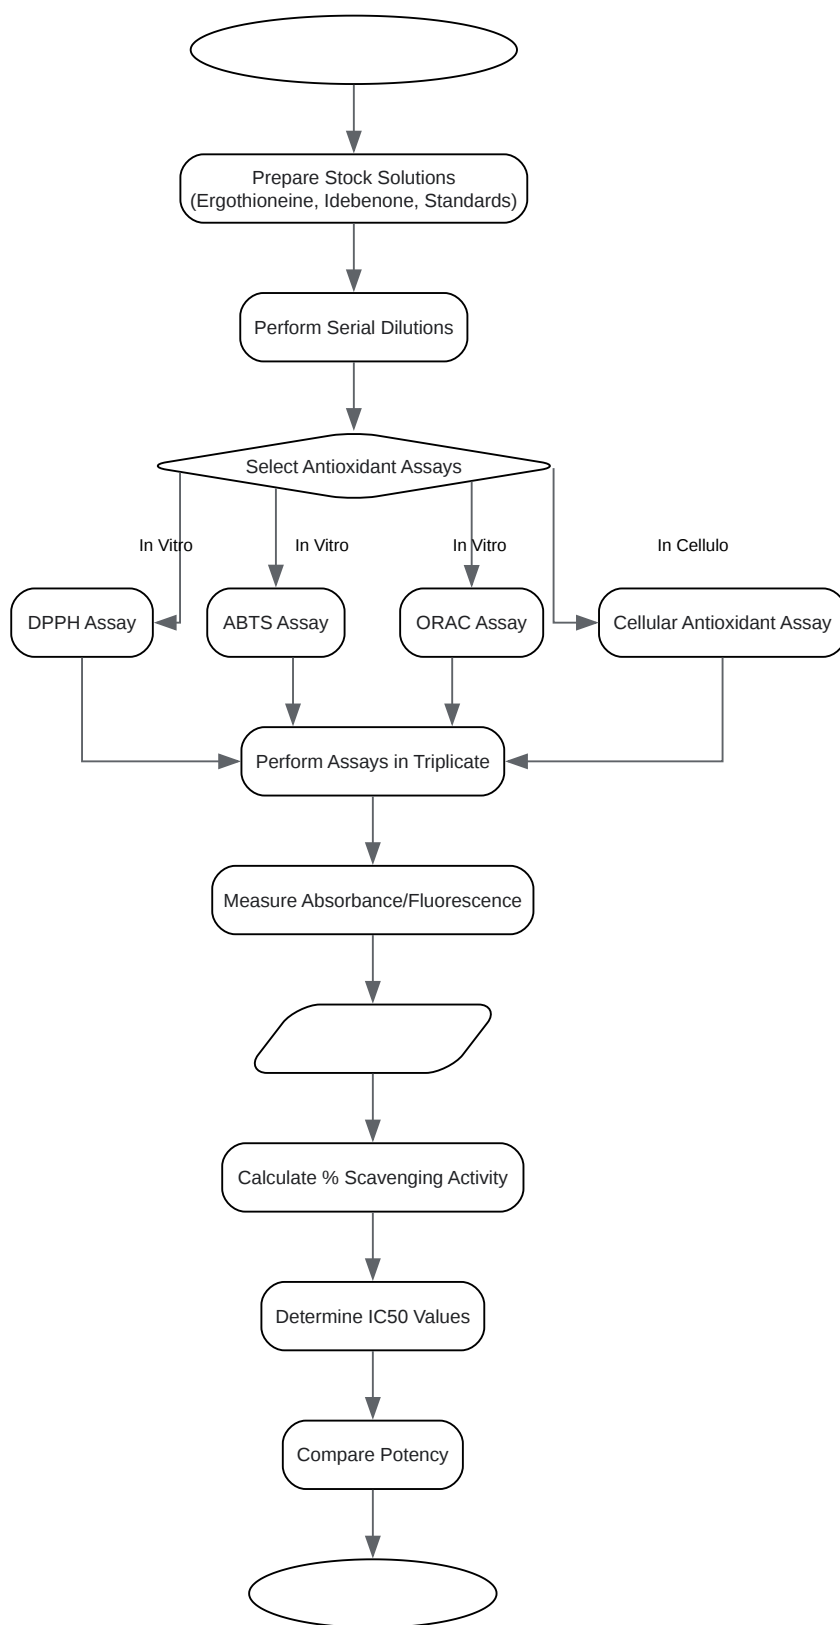 Prepare Stock Solutions
(Ergothioneine, Idebenone, Standards)
Perform Serial Dilutions
Select Antioxidant Assays
In Vitro
In Vitro
In Vitro
In Cellulo
DPPH Assay
ABTS Assay
ORAC Assay
Cellular Antioxidant Assay
Perform Assays in Triplicate
Measure Absorbance/Fluorescence
Calculate % Scavenging Activity
Determine IC50 Values
Compare Potency